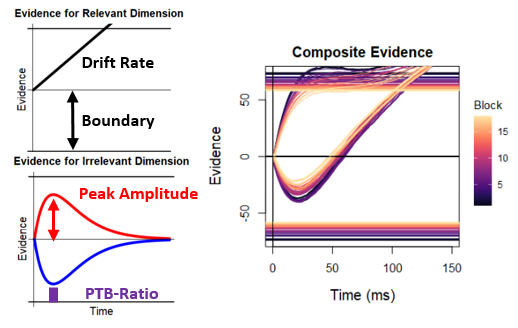 Evidence for Relevant Dimension
Evidence
Drift Rate
Boundary
Evidence for Irrelevant Dimension
Evidence
Peak Amplitude
PTB-Ratio
Time
Composite Evidence
Evidence
50
0
-50
0
50
100
150
Time (ms)
Block
15
10
5